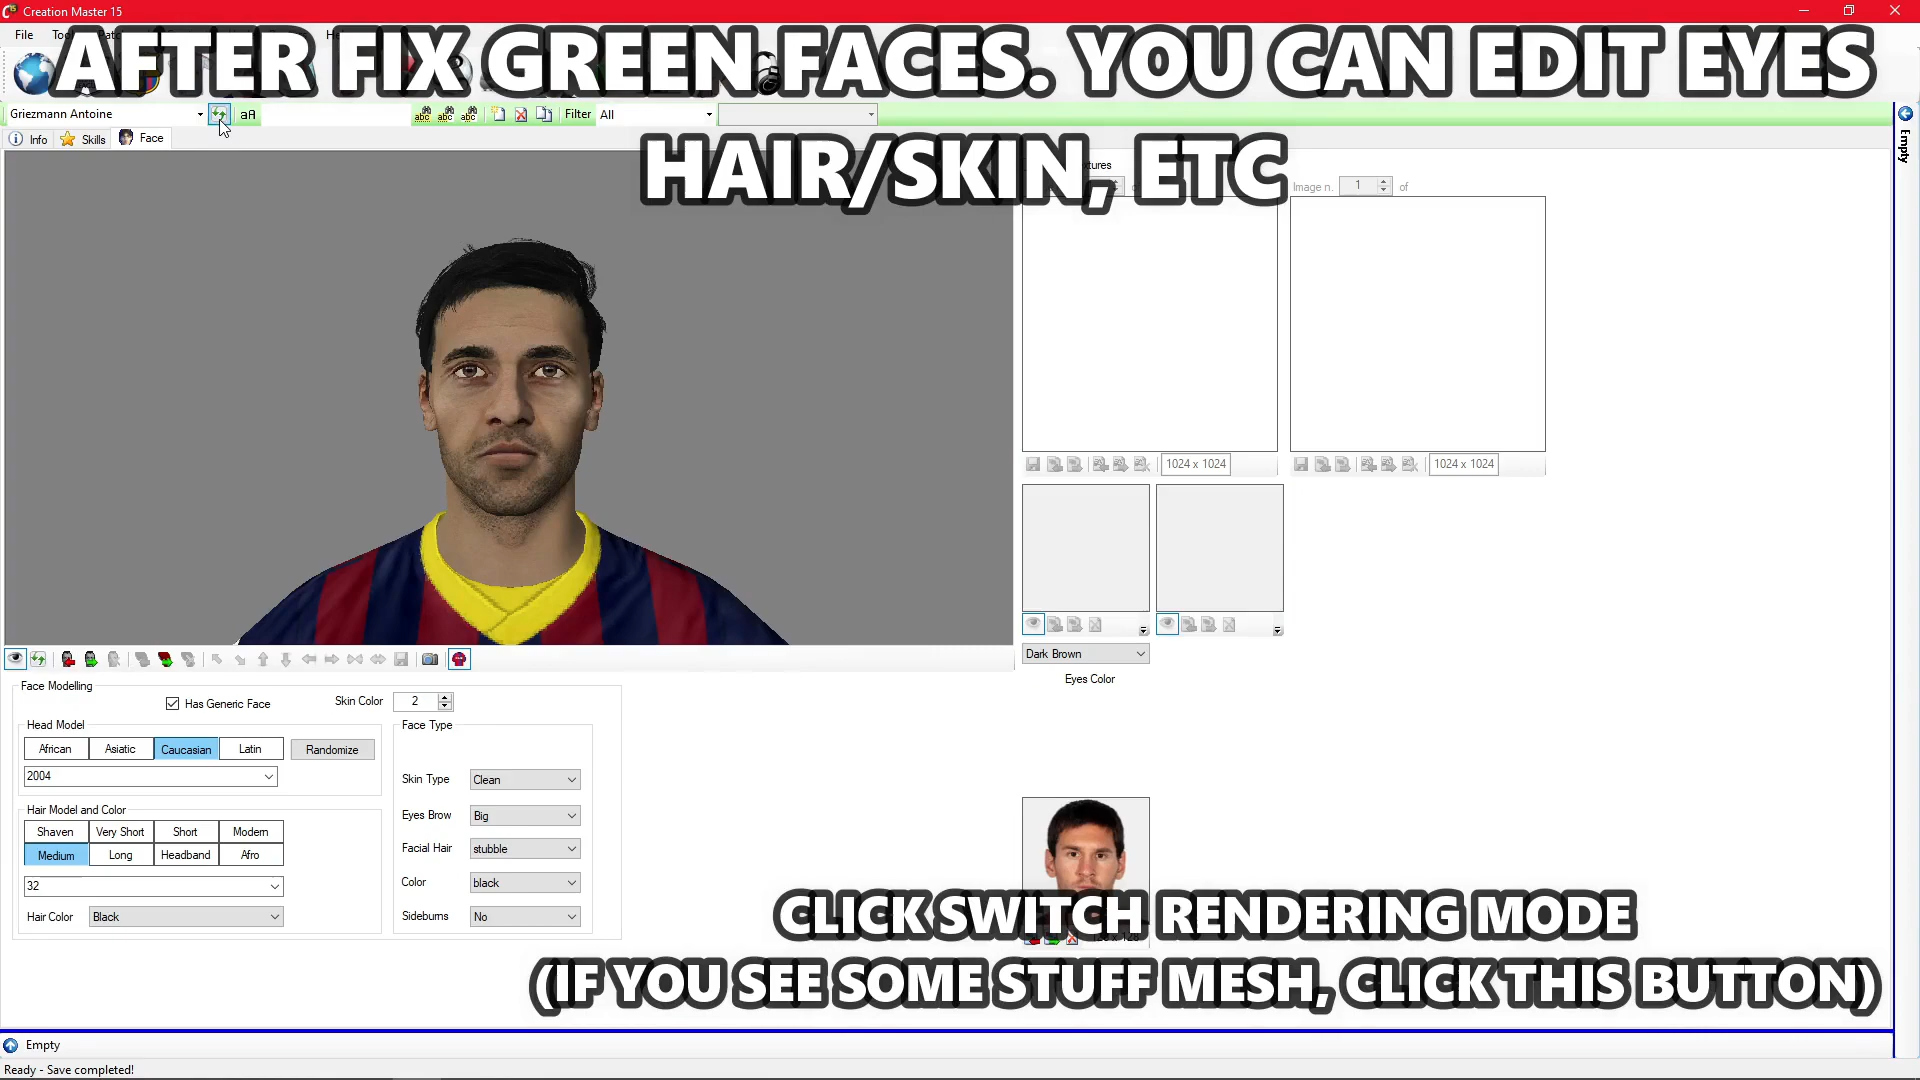 Creation Master 15
File
AFTER FIX GREEN FACES. YOU CAN EDIT EYES
HAIR/SKIN, ETC
Griezmann Antoine
aA
abc
abc
abc
Filter
All
Empty
Info
Skills
Face
Image n.
1
of
1024 x 1024
1024 x 1024
Dark Brown
Eyes Color
Face Modelling
Has Generic Face
Skin Color
2
Head Model
African
Asiatic
Caucasian
Latin
Randomize
2004
Hair Model and Color
Shaven
Very Short
Short
Modern
Medium
Long
Headband
Afro
32
Hair Color
Black
Face Type
Skin Type
Clean
Eyes Brow
Big
Facial Hair
stubble
Color
black
Sideburns
No
CLICK SWITCH RENDERING MODE
(IF YOU SEE SOME STUFF MESH, CLICK THIS BUTTON)
Empty
Ready - Save completed!